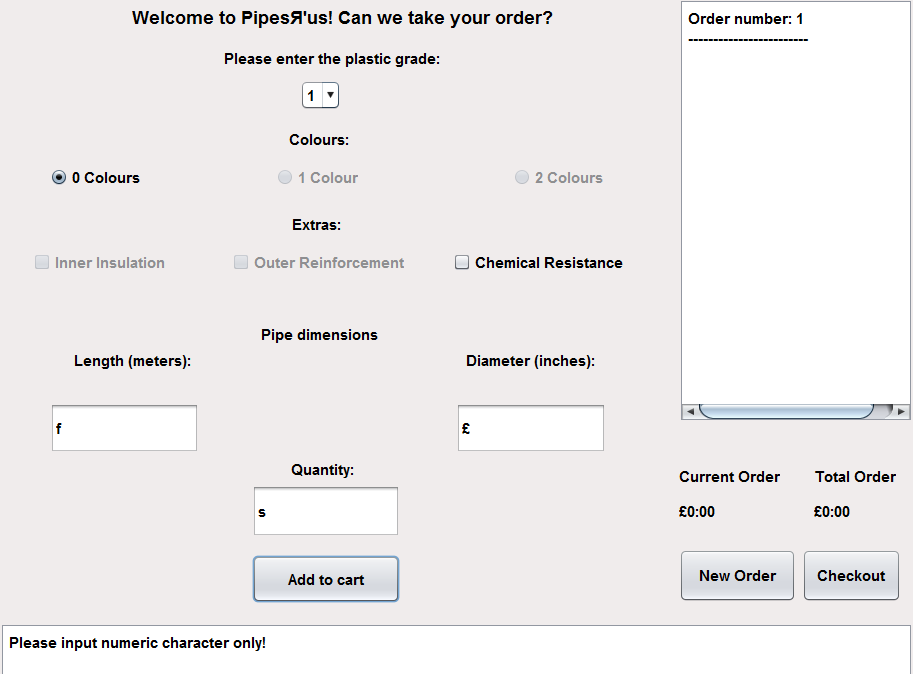 Welcome to PipesЯ'us! Can we take your order?
Please enter the plastic grade:
1
Colours:
0 Colours 1 Colour 2 Colours
Extras:
Inner Insulation Outer Reinforcement Chemical Resistance
Pipe dimensions
Length (meters): Diameter (inches):
f £
Quantity:
s
Add to cart
Order number: 1
------------------------
Current Order Total Order
£0:00 £0:00
New Order Checkout
Please input numeric character only!